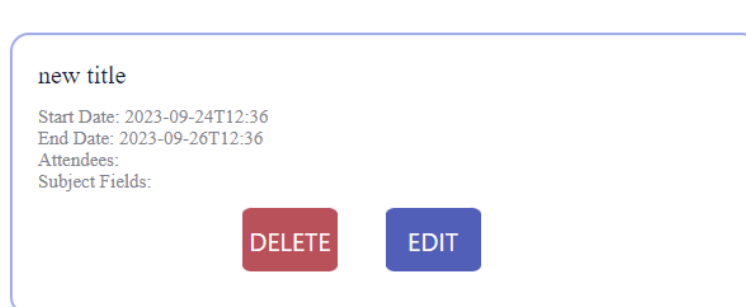 new title
Start Date: 2023-09-24T12:36
End Date: 2023-09-26T12:36
Attendees:
Subject Fields:
DELETE EDIT